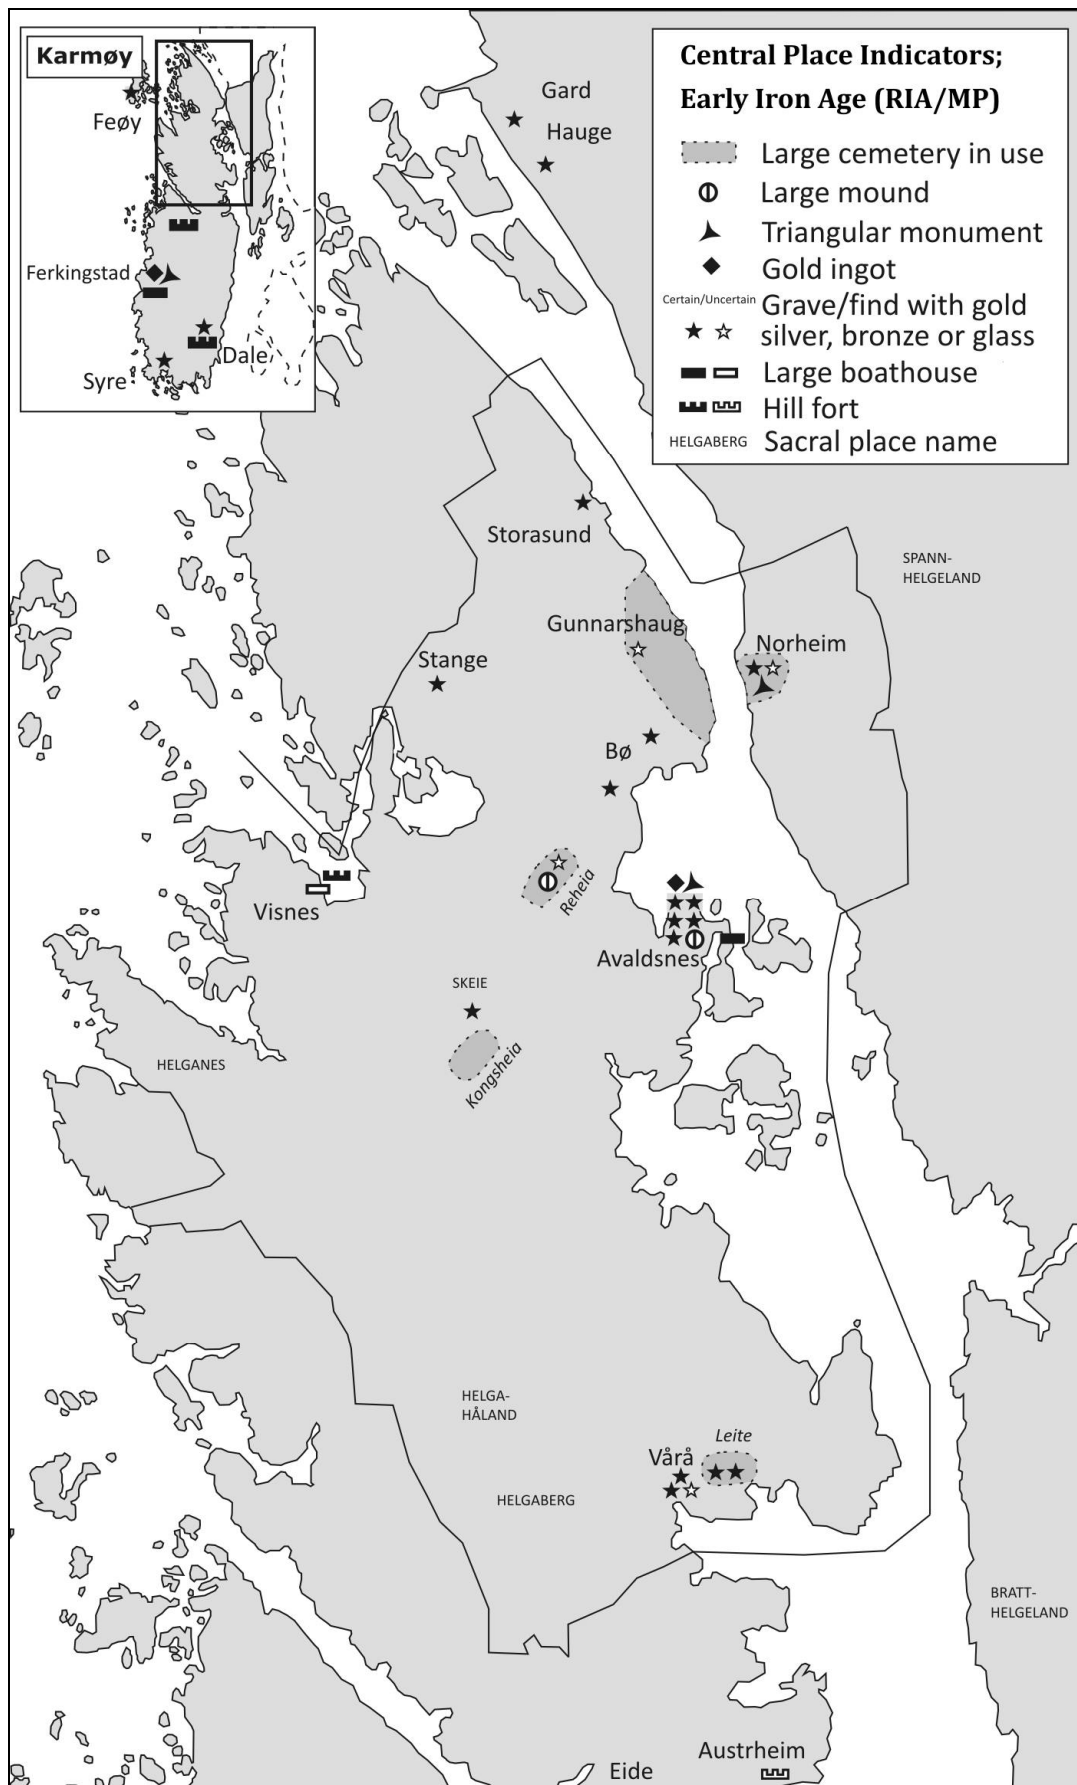 Karmøy
Feøy
Ferkingstad
Dale
Syre
Central Place Indicators;
Early Iron Age (RIA/MP)
Large cemetery in use
Large mound
Triangular monument
Gold ingot
Certain/Uncertain
Grave/find with gold
silver, bronze or glass
Large boathouse
Hill fort
HELGABERG
Sacral place name
Gard
Hauge
Storasund
SPANN-
HELGELAND
Gunnarshaug
Norheim
Stange
Bø
Reheia
Visnes
Avaldsnes
SKEIE
Kongsheia
HELGANES
HELGA-
HÅLAND
Leite
Vårå
HELGABERG
BRATT-
HELGELAND
Austrheim
Eide